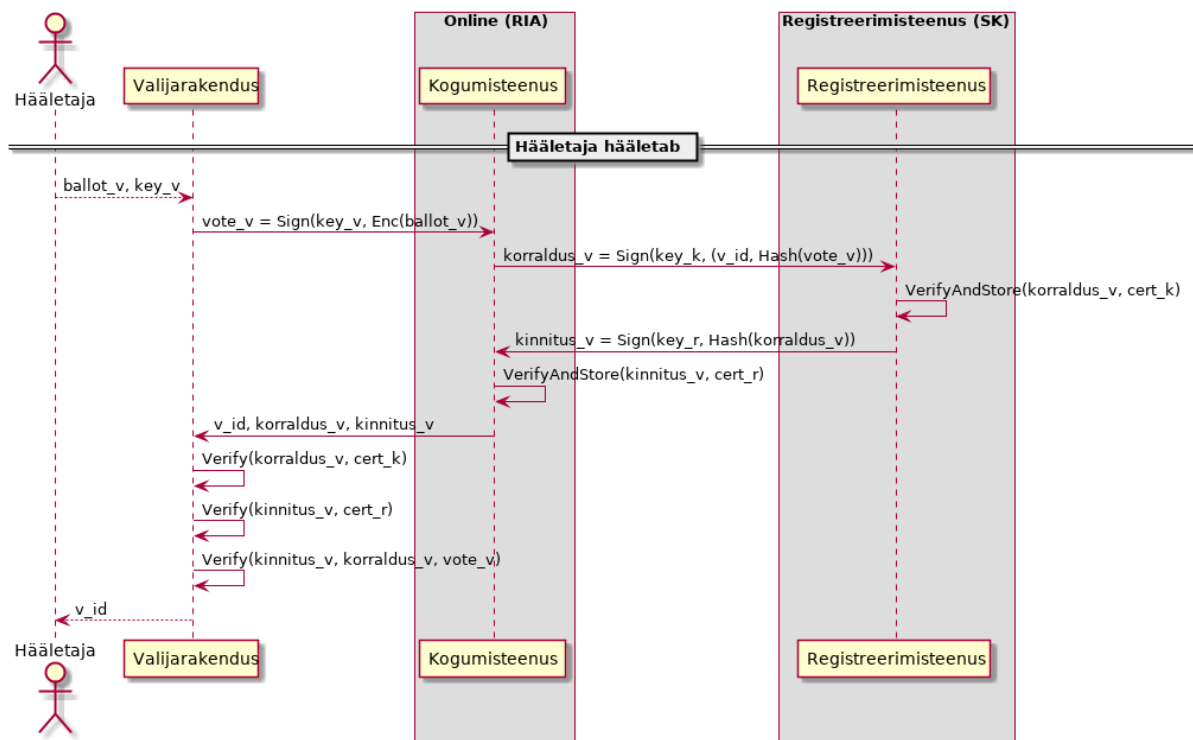 Online (RIA)
Registreerimisteenus (SK)
Hääletaja
Valijarakendus
Kogumisteenus
Registreerimisteenus
Hääletaja hääletab
ballot_v, key_v
vote_v = Sign(key_v, Enc(ballot_v))
korraldus_v = Sign(key_k, (v_id, Hash(vote_v)))
VerifyAndStore(korraldus_v, cert_k)
kinnitus_v = Sign(key_r, Hash(korraldus_v))
VerifyAndStore(kinnitus_v, cert_r)
v_id, korraldus_v, kinnitus_v
Verify(korraldus_v, cert_k)
Verify(kinnitus_v, cert_r)
Verify(kinnitus_v, korraldus_v, vote_v)
v_id
Hääletaja
Valijarakendus
Kogumisteenus
Registreerimisteenus